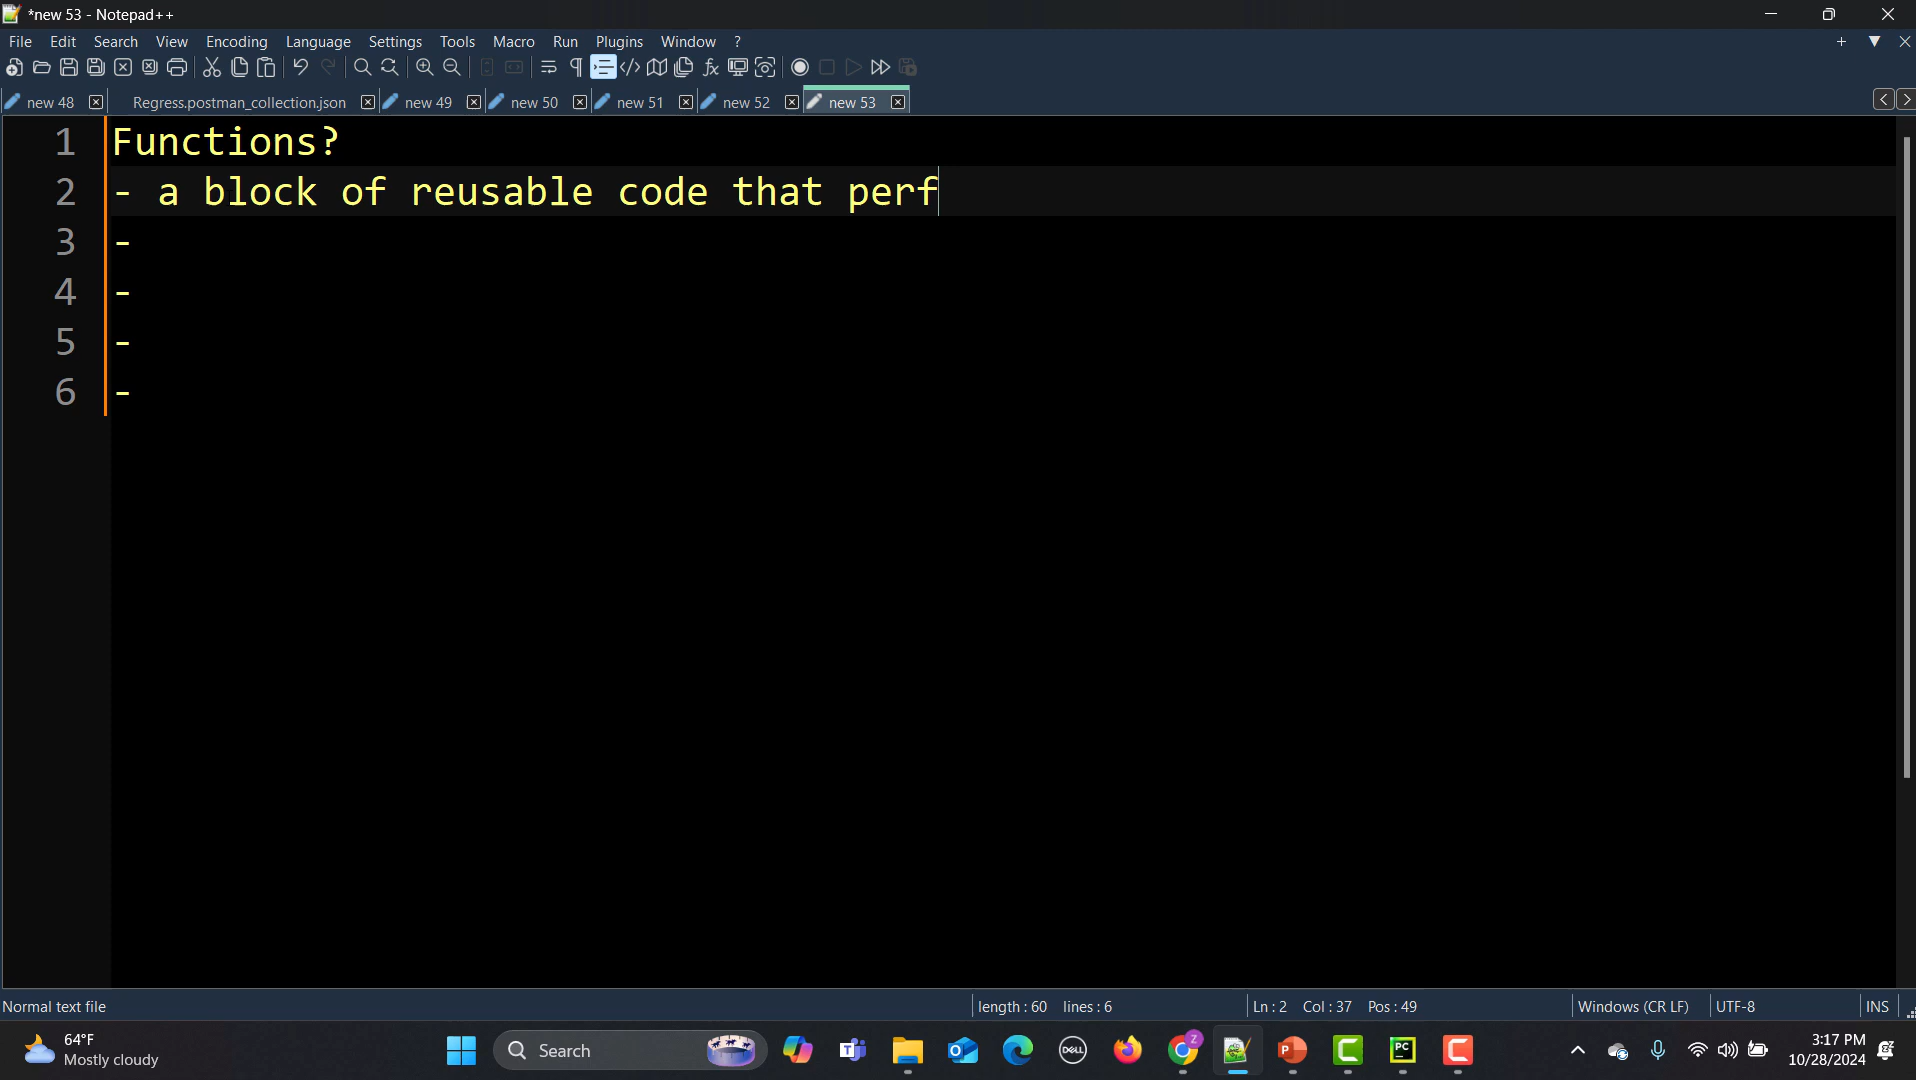 *new 53 - Notepad++
File Edit Search View Encoding Language Settings Tools Macro Run Plugins Window ?
new 48 Regress.postman_collection.json new 49 new 50 new 51 new 52 new 53
1 Functions?
2 - a block of reusable code that perf
3 -
4 -
5 -
6 -
Normal text file length : 60 lines : 6 Ln : 2 Col : 37 Pos : 49 Windows (CR LF) UTF-8 INS
64°F
Mostly cloudy
Search
DELL
Z
PC
3:17 PM
10/28/2024